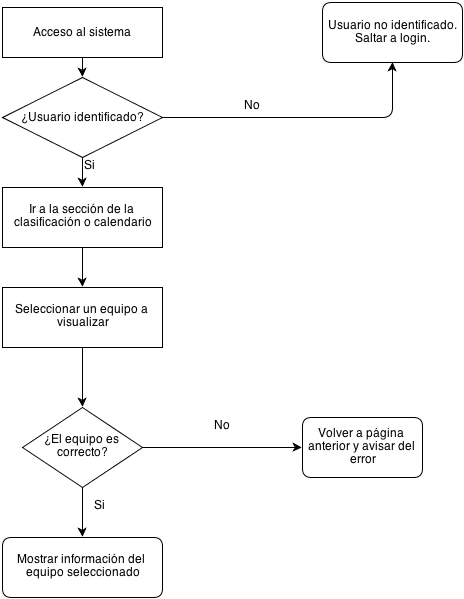 Acceso al sistema
Usuario no identificado.
Saltar a login.
¿Usuario identificado?
No
Si
Ir a la sección de la
clasificación o calendario
Seleccionar un equipo a
visualizar
¿El equipo es
correcto?
No
Volver a página
anterior y avisar del
error
Si
Mostrar información del
equipo seleccionado